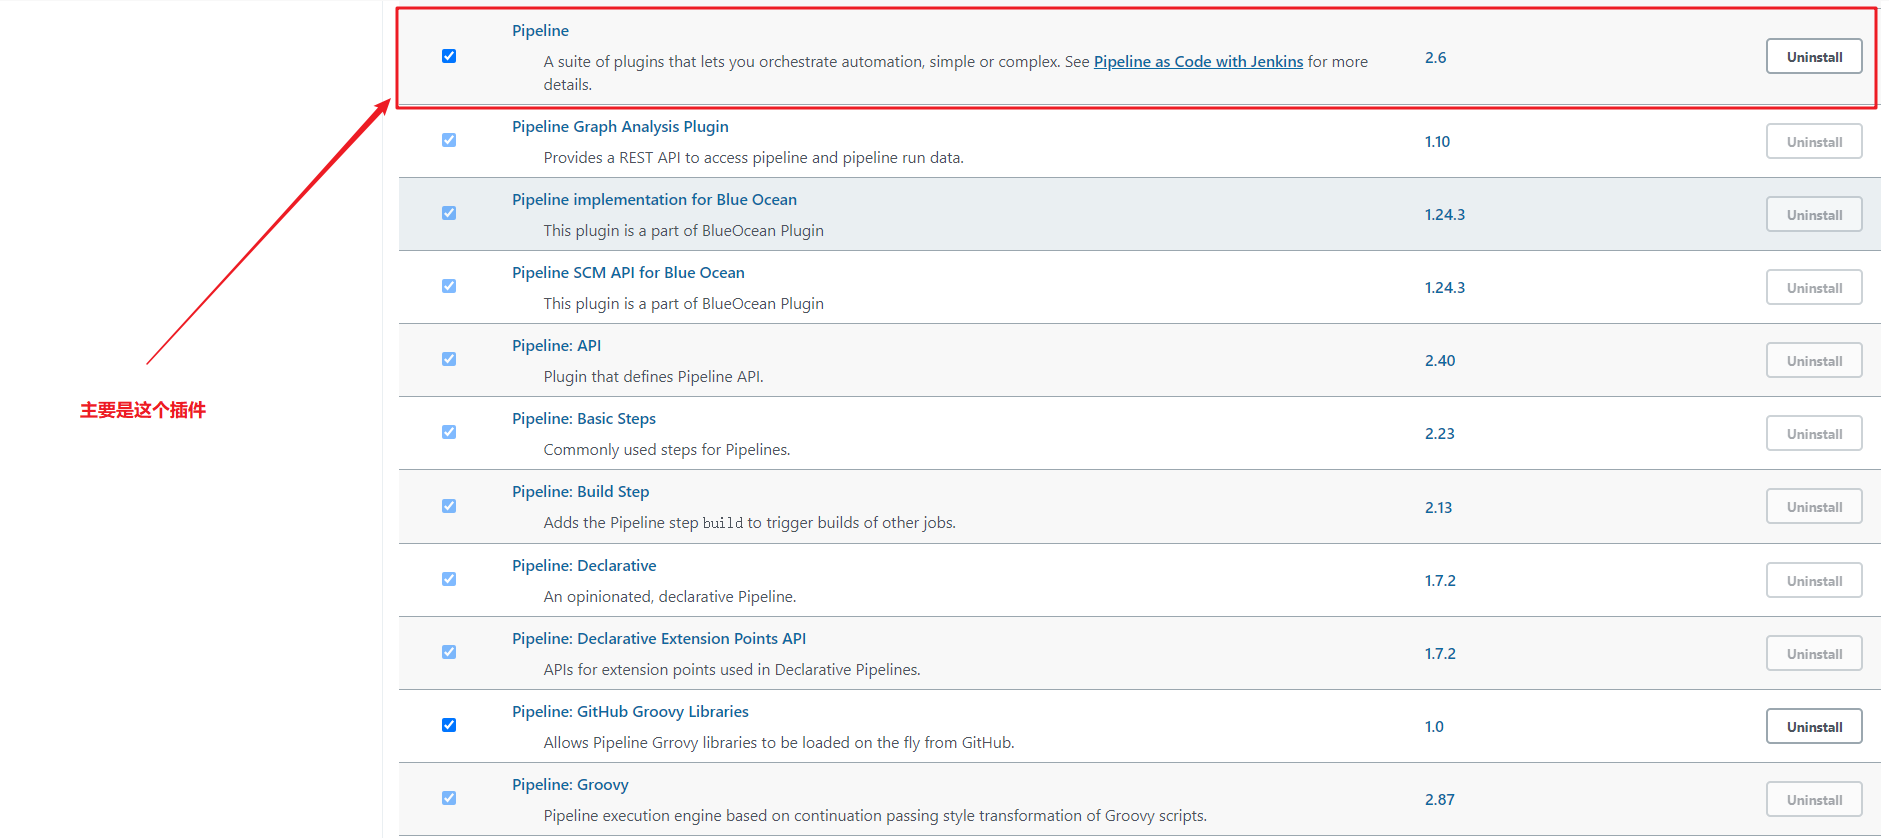 Pipeline
A suite of plugins that lets you orchestrate automation, simple or complex. See Pipeline as Code with Jenkins for more
details.
2.6
Uninstall
Pipeline Graph Analysis Plugin
Provides a REST API to access pipeline and pipeline run data.
1.10
Uninstall
Pipeline implementation for Blue Ocean
This plugin is a part of BlueOcean Plugin
1.24.3
Uninstall
Pipeline SCM API for Blue Ocean
This plugin is a part of BlueOcean Plugin
1.24.3
Uninstall
Pipeline: API
Plugin that defines Pipeline API.
2.40
Uninstall
主要是这个插件
Pipeline: Basic Steps
Commonly used steps for Pipelines.
2.23
Uninstall
Pipeline: Build Step
Adds the Pipeline step build to trigger builds of other jobs.
2.13
Uninstall
Pipeline: Declarative
An opinionated, declarative Pipeline.
1.7.2
Uninstall
Pipeline: Declarative Extension Points API
APIs for extension points used in Declarative Pipelines.
1.7.2
Uninstall
Pipeline: GitHub Groovy Libraries
Allows Pipeline Grrovy libraries to be loaded on the fly from GitHub.
1.0
Uninstall
Pipeline: Groovy
Pipeline execution engine based on continuation passing style transformation of Groovy scripts.
2.87
Uninstall